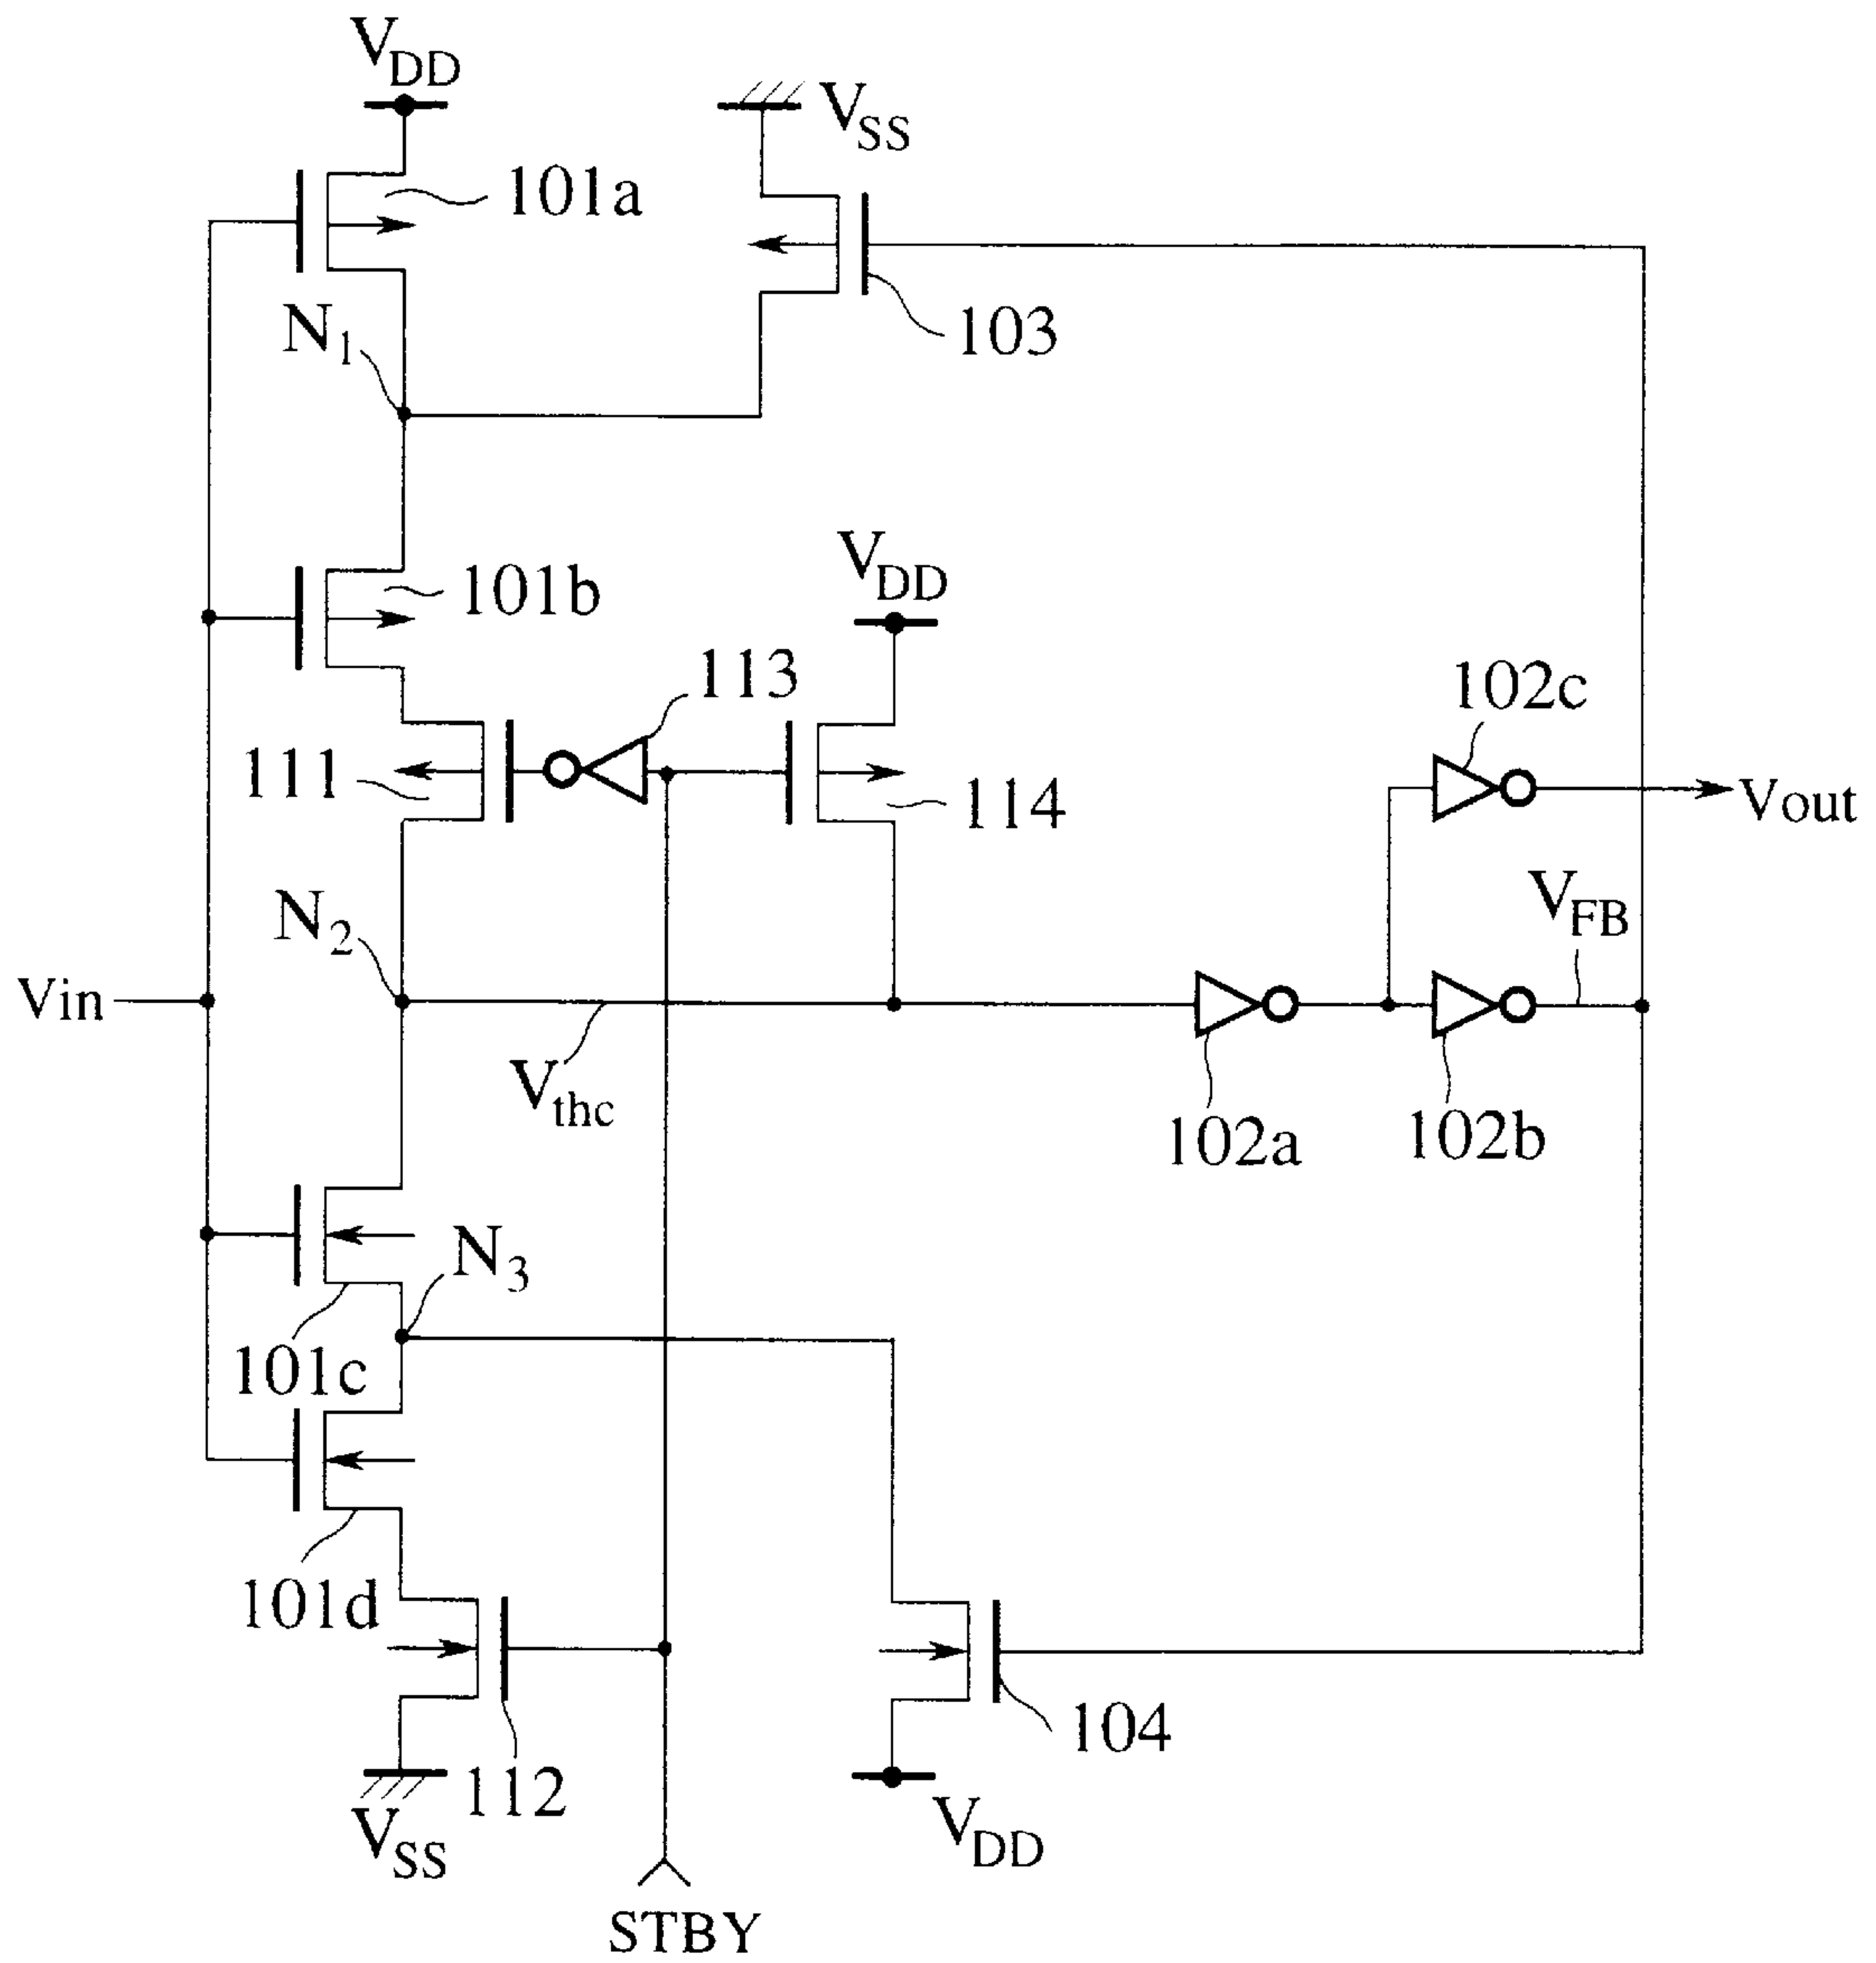 VDD
VSS
101a
N1
103
101b
VDD
113
102c
111
114
Vout
N2
VFB
Vin
Vthc
102a
102b
N3
101c
101d
104
112
VSS
VDD
STBY